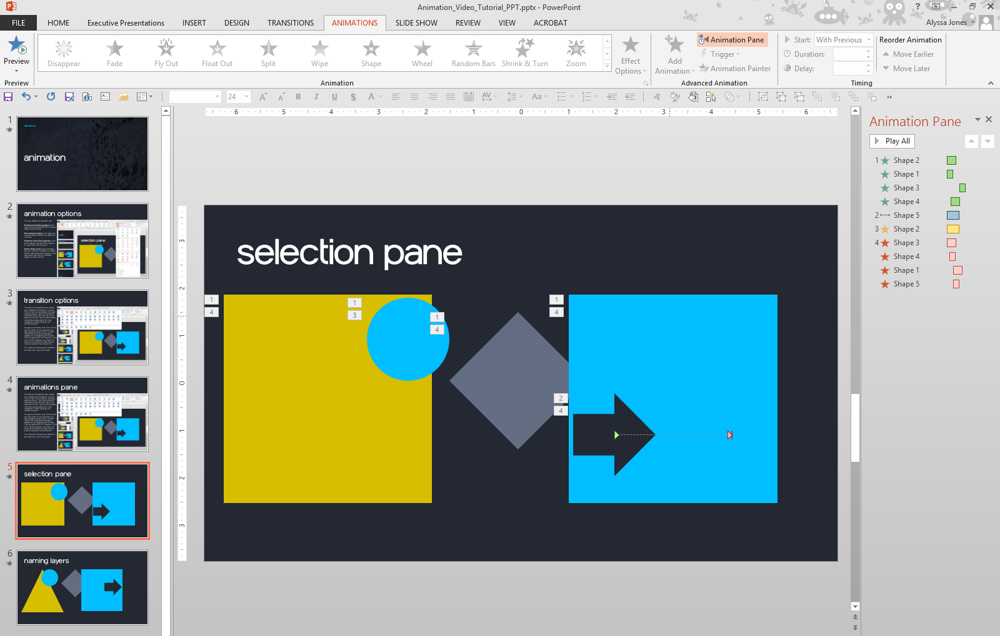 Animation_Video_Tutorial_PPT.pptx - PowerPoint
?
FILE HOME Executive Presentations INSERT DESIGN TRANSITIONS ANIMATIONS SLIDE SHOW REVIEW VIEW ACROBAT
Alyssa Jones
Preview
Disappear Fade Fly Out Float Out Split Wipe Shape Wheel Random Bars Shrink & Turn Zoom
Effect Options
Add Animation
Animation Pane
Trigger
Animation Painter
Start: With Previous
Duration:
Delay:
Reorder Animation
Move Earlier
Move Later
Preview Animation Advanced Animation Timing
24 A A B I U S A AV Aa A
6 5 4 3 2 1 0 1 2 3 4 5 6
3
2
1
0
1
2
3
1
animation
2
animation options
selection pane
3
transition options
4
animations pane
5
selection pane
6
naming layers
selection pane
1
4
1
3
1
4
1
4
2
4
Animation Pane
Play All
1 Shape 2
Shape 1
Shape 3
Shape 4
2 Shape 5
3 Shape 2
4 Shape 3
Shape 4
Shape 1
Shape 5